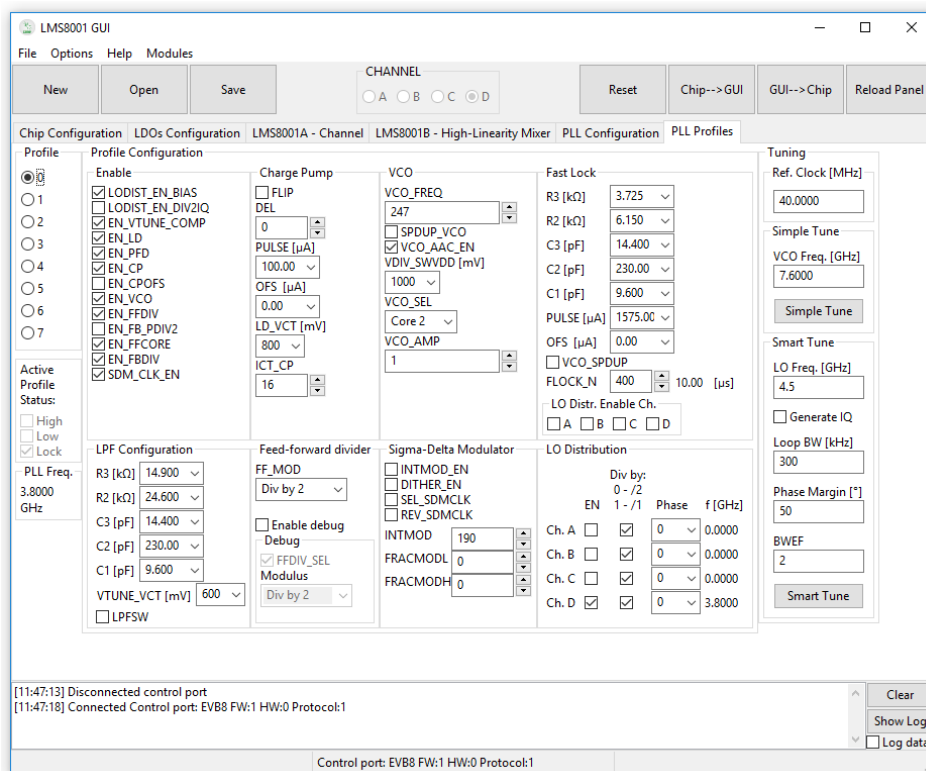 LMS8001 GUI
File Options Help Modules
New Open Save
CHANNEL
A B C D
Reset Chip-->GUI GUI-->Chip Reload Panel
Chip Configuration LDOs Configuration LMS8001A - Channel LMS8001B - High-Linearity Mixer PLL Configuration PLL Profiles
Profile
0
1
2
3
4
5
6
7
Active
Profile
Status:
High
Low
Lock
PLL Freq.
3.8000
GHz
Profile Configuration
Enable
LODIST_EN_BIAS
LODIST_EN_DIV2IQ
EN_VTUNE_COMP
EN_LD
EN_PFD
EN_CP
EN_CPOFS
EN_VCO
EN_FFDIV
EN_FB_PDIV2
EN_FFCORE
EN_FBDIV
SDM_CLK_EN
Charge Pump
FLIP
DEL
0
PULSE [µA]
100.00
OFS [µA]
0.00
LD_VCT [mV]
800
ICT_CP
16
VCO
VCO_FREQ
247
SPDUP_VCO
VCO_AAC_EN
VDIV_SWVDD [mV]
1000
VCO_SEL
Core 2
VCO_AMP
1
Fast Lock
R3 [kΩ] 3.725
R2 [kΩ] 6.150
C3 [pF] 14.400
C2 [pF] 230.00
C1 [pF] 9.600
PULSE [µA] 1575.00
OFS [µA] 0.00
VCO_SPDUP
FLOCK_N 400 10.00 [µs]
LO Distr. Enable Ch.
A B C D
LPF Configuration
R3 [kΩ] 14.900
R2 [kΩ] 24.600
C3 [pF] 14.400
C2 [pF] 230.00
C1 [pF] 9.600
VTUNE_VCT [mV] 600
LPFSW
Feed-forward divider
FF_MOD
Div by 2
Enable debug
Debug
FFDIV_SEL
Modulus
Div by 2
Sigma-Delta Modulator
INTMOD_EN
DITHER_EN
SEL_SDMCLK
REV_SDMCLK
INTMOD 190
FRACMODL 0
FRACMODH 0
LO Distribution
Div by:
0 - /2
EN 1 - /1 Phase f [GHz]
Ch. A 0 0.0000
Ch. B 0 0.0000
Ch. C 0 0.0000
Ch. D 0 3.8000
Tuning
Ref. Clock [MHz]
40.0000
Simple Tune
VCO Freq. [GHz]
7.6000
Simple Tune
Smart Tune
LO Freq. [GHz]
4.5
Generate IQ
Loop BW [kHz]
300
Phase Margin [°]
50
BWEF
2
Smart Tune
[11:47:13] Disconnected control port
[11:47:18] Connected Control port: EVB8 FW:1 HW:0 Protocol:1
Clear
Show Log
Log data
Control port: EVB8 FW:1 HW:0 Protocol:1